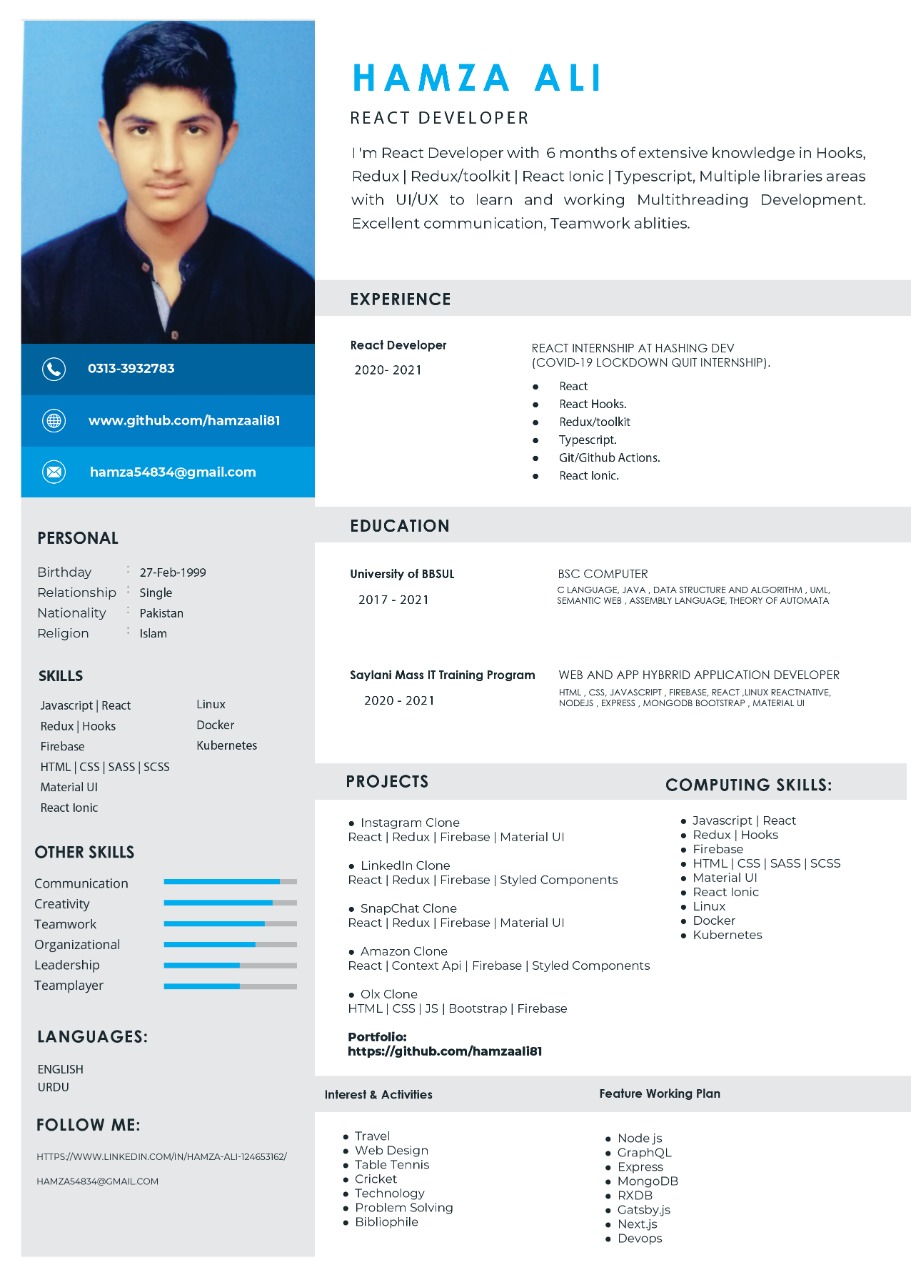 HAMZA ALI
REACT DEVELOPER
I 'm React Developer with 6 months of extensive knowledge in Hooks,
Redux | Redux/toolkit | React Ionic | Typescript, Multiple libraries areas
with UI/UX to learn and working Multithreading Development.
Excellent communication, Teamwork ablities.
0313-3932783
www.github.com/hamzaali81
hamza54834@gmail.com
PERSONAL
Birthday : 27-Feb-1999
Relationship : Single
Nationality : Pakistan
Religion : Islam
SKILLS
Javascript | React
Redux | Hooks
Firebase
HTML | CSS | SASS | SCSS
Material UI
React Ionic
Linux
Docker
Kubernetes
OTHER SKILLS
Communication
Creativity
Teamwork
Organizational
Leadership
Teamplayer
LANGUAGES:
ENGLISH
URDU
FOLLOW ME:
HTTPS://WWW.LINKEDIN.COM/IN/HAMZA-ALI-124653162/
HAMZA54834@GMAIL.COM
EXPERIENCE
React Developer
2020- 2021
REACT INTERNSHIP AT HASHING DEV
(COVID-19 LOCKDOWN QUIT INTERNSHIP).
● React
● React Hooks.
● Redux/toolkit
● Typescript.
● Git/Github Actions.
● React Ionic.
EDUCATION
University of BBSUL
2017 - 2021
BSC COMPUTER
C LANGUAGE, JAVA , DATA STRUCTURE AND ALGORITHM , UML,
SEMANTIC WEB , ASSEMBLY LANGUAGE, THEORY OF AUTOMATA
Saylani Mass IT Training Program
2020 - 2021
WEB AND APP HYBRRID APPLICATION DEVELOPER
HTML , CSS, JAVASCRIPT , FIREBASE, REACT ,LINUX REACTNATIVE,
NODEJS , EXPRESS , MONGODB BOOTSTRAP , MATERIAL UI
PROJECTS
● Instagram Clone
React | Redux | Firebase | Material UI
● LinkedIn Clone
React | Redux | Firebase | Styled Components
● SnapChat Clone
React | Redux | Firebase | Material UI
● Amazon Clone
React | Context Api | Firebase | Styled Components
● Olx Clone
HTML | CSS | JS | Bootstrap | Firebase
Portfolio:
https://github.com/hamzaali81
COMPUTING SKILLS:
● Javascript | React
● Redux | Hooks
● Firebase
● HTML | CSS | SASS | SCSS
● Material UI
● React Ionic
● Linux
● Docker
● Kubernetes
Interest & Activities
● Travel
● Web Design
● Table Tennis
● Cricket
● Technology
● Problem Solving
● Bibliophile
Feature Working Plan
● Node js
● GraphQL
● Express
● MongoDB
● RXDB
● Gatsby.js
● Next.js
● Devops